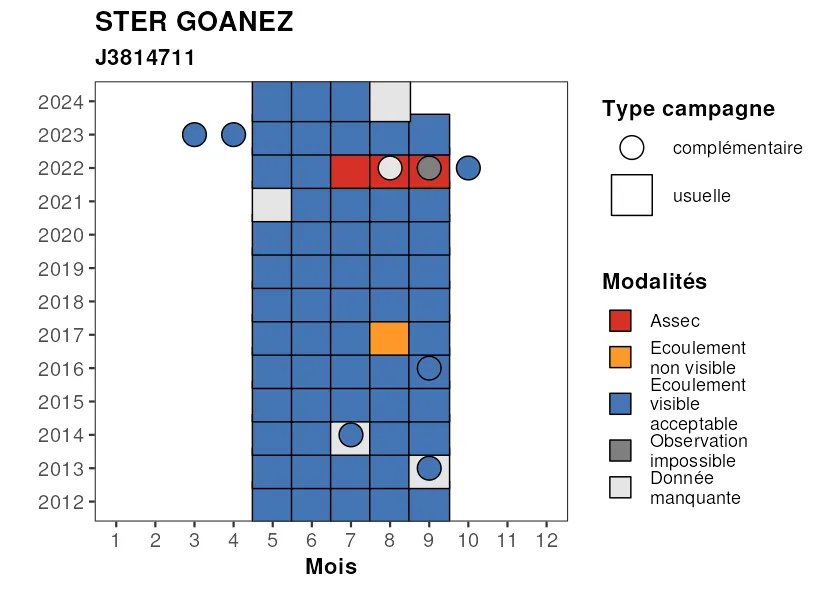 STER GOANEZ
J3814711
2024
2023
2022
2021
2020
2019
2018
2017
2016
2015
2014
2013
2012
1 2 3 4 5 6 7 8 9 10 11 12
Mois
Type campagne
complémentaire
usuelle
Modalités
Assec
Ecoulement
non visible
Ecoulement
visible
acceptable
Observation
impossible
Donnée
manquante